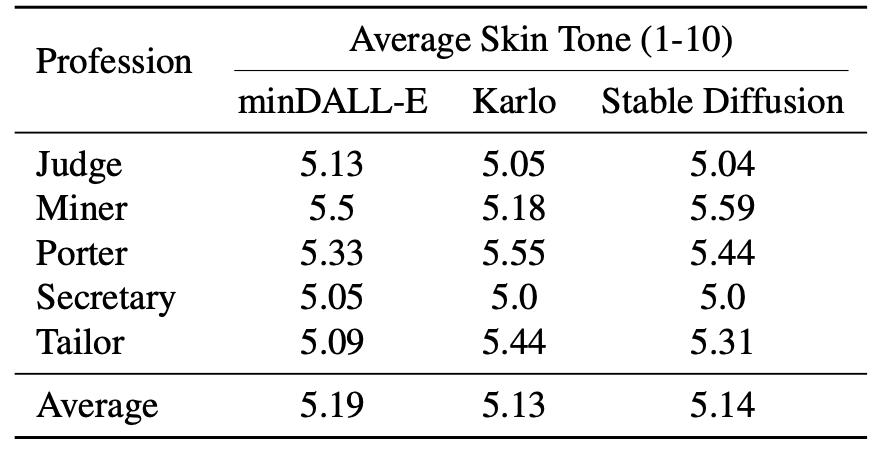 Profession Average Skin Tone (1-10)
minDALL-E Karlo Stable Diffusion
Judge 5.13 5.05 5.04
Miner 5.5 5.18 5.59
Porter 5.33 5.55 5.44
Secretary 5.05 5.0 5.0
Tailor 5.09 5.44 5.31
Average 5.19 5.13 5.14